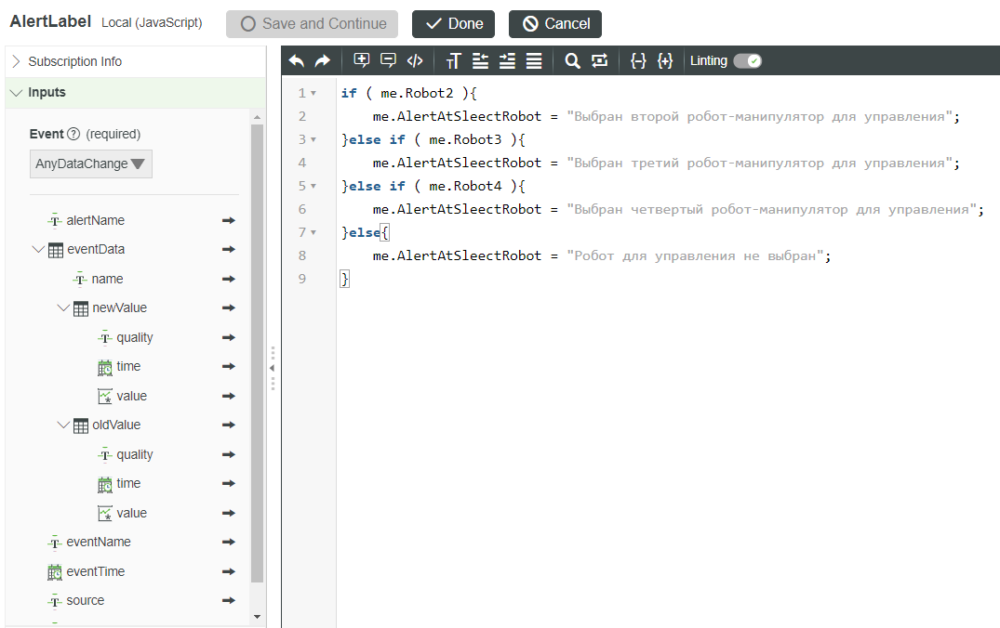 AlertLabel Local (JavaScript) Save and Continue Done Cancel
Subscription Info
Inputs
Event ? (required)
AnyDataChange
alertName
eventData
name
newValue
quality
time
value
oldValue
quality
time
value
eventName
eventTime
source
Linting
1 if ( me.Robot2 ){
2 me.AlertAtSleectRobot = "Выбран второй робот-манипулятор для управления";
3 }else if ( me.Robot3 ){
4 me.AlertAtSleectRobot = "Выбран третий робот-манипулятор для управления";
5 }else if ( me.Robot4 ){
6 me.AlertAtSleectRobot = "Выбран четвертый робот-манипулятор для управления";
7 }else{
8 me.AlertAtSleectRobot = "Робот для управления не выбран";
9 }